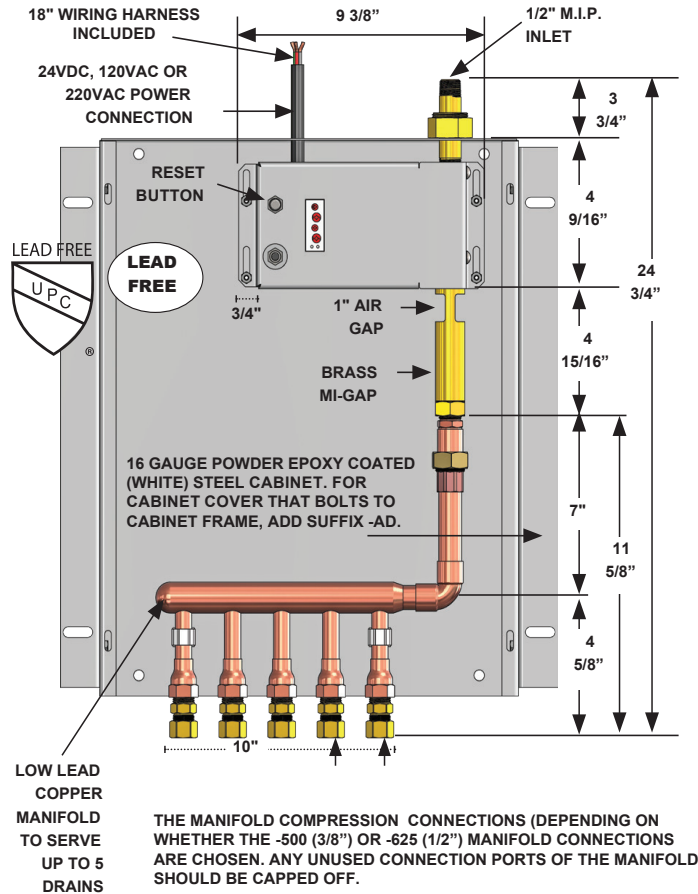 18" WIRING HARNESS
INCLUDED
9 3/8”
1/2" M.I.P.
INLET
24VDC, 120VAC OR
220VAC POWER
CONNECTION
3
3/4”
RESET
BUTTON
4
9/16”
LEAD FREE
UPC
®
LEAD
FREE
24
3/4”
3/4"
1" AIR
GAP
4
15/16”
BRASS
MI-GAP
16 GAUGE POWDER EPOXY COATED
(WHITE) STEEL CABINET. FOR
CABINET COVER THAT BOLTS TO
CABINET FRAME, ADD SUFFIX -AD.
7"
11
5/8”
4
5/8”
10"
LOW LEAD
COPPER
MANIFOLD
TO SERVE
UP TO 5
DRAINS
THE MANIFOLD COMPRESSION CONNECTIONS (DEPENDING ON
WHETHER THE -500 (3/8”) OR -625 (1/2”) MANIFOLD CONNECTIONS
ARE CHOSEN. ANY UNUSED CONNECTION PORTS OF THE MANIFOLD
SHOULD BE CAPPED OFF.